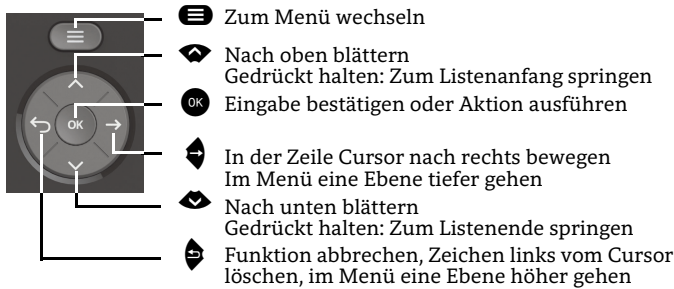 Zum Menü wechseln
Nach oben blättern
Gedrückt halten: Zum Listenanfang springen
OK OK Eingabe bestätigen oder Aktion ausführen
In der Zeile Cursor nach rechts bewegen
Im Menü eine Ebene tiefer gehen
Nach unten blättern
Gedrückt halten: Zum Listenende springen
Funktion abbrechen, Zeichen links vom Cursor
löschen, im Menü eine Ebene höher gehen